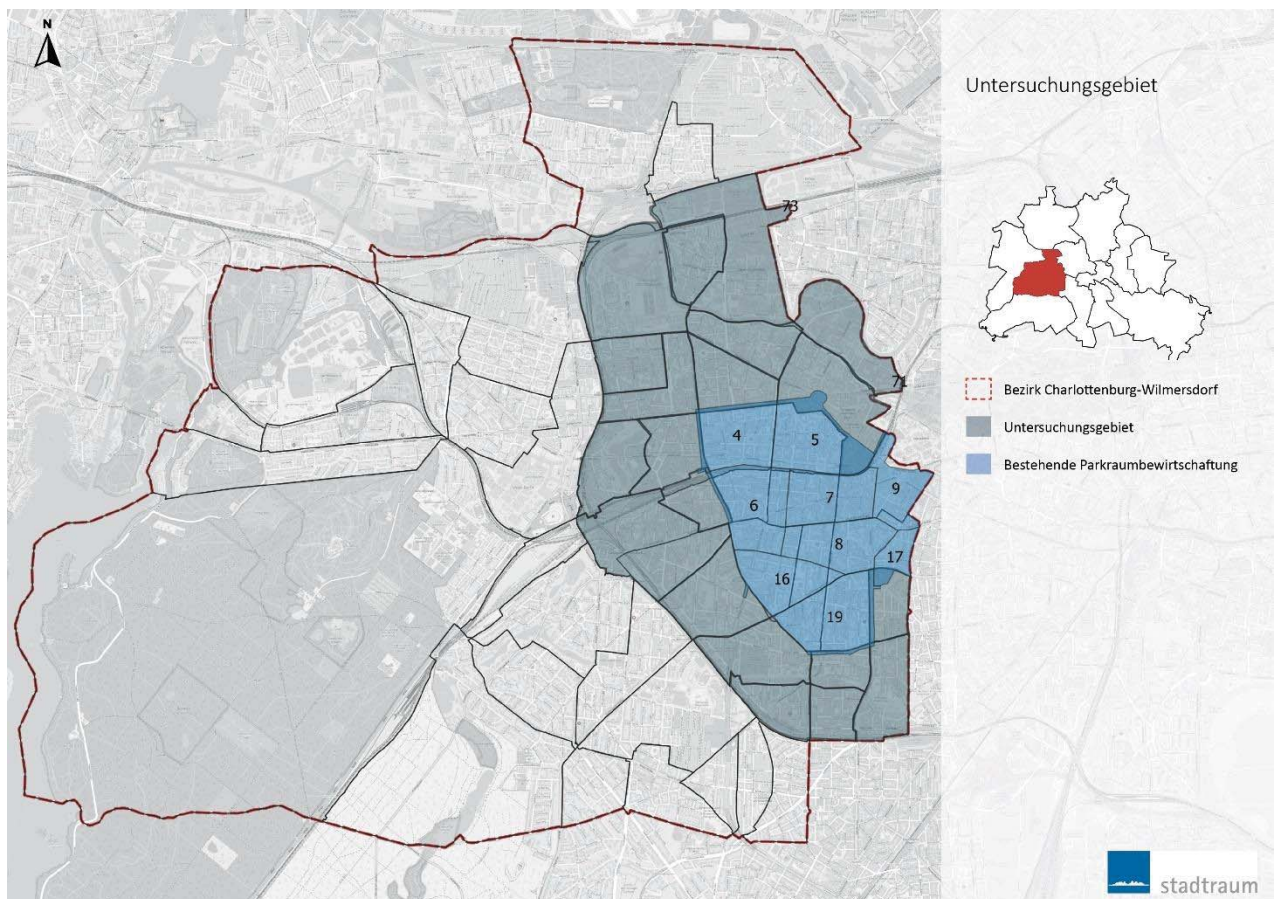 N
Untersuchungsgebiet
73
71
Bezirk Charlottenburg-Wilmersdorf
Untersuchungsgebiet
Bestehende Parkraumbewirtschaftung
4
5
6
7
9
8
17
16
19
stadtraum